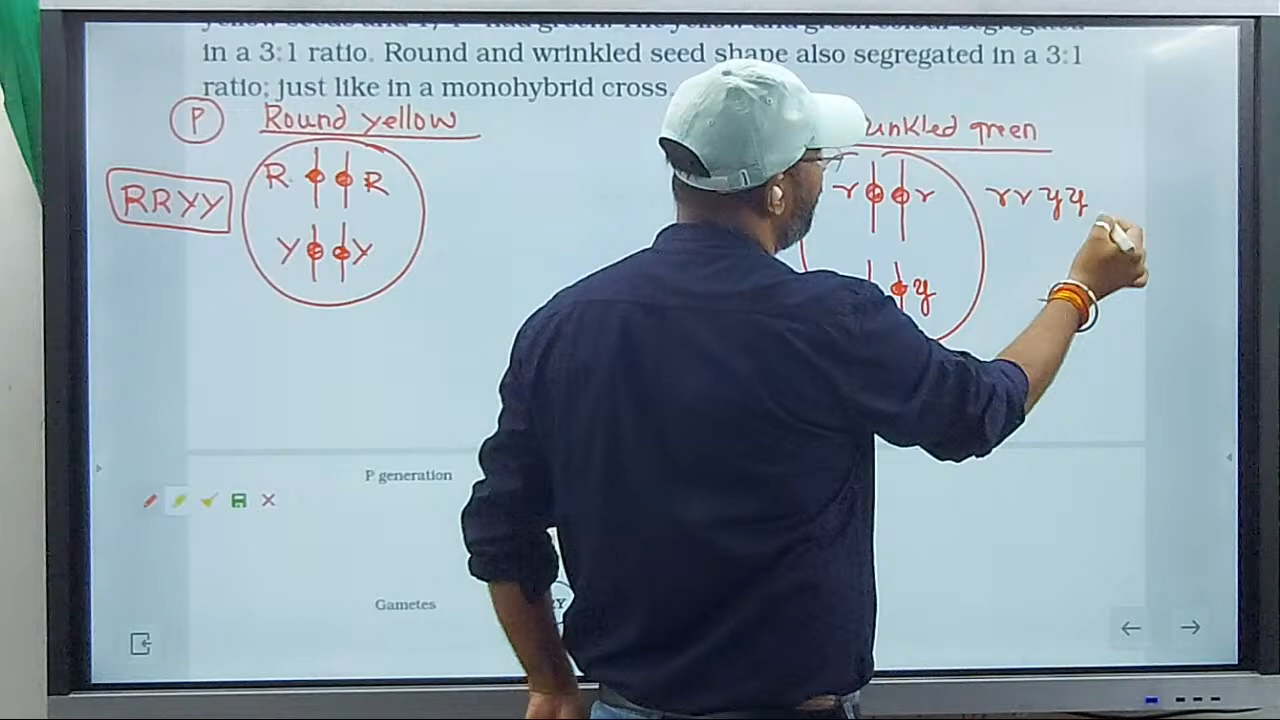 in a 3:1 ratio. Round and wrinkled seed shape also segregated in a 3:1
ratio; just like in a monohybrid cross
P Round yellow
unkled green
RRYY
R R
Y Y
r r
y
rryy
P generation
Gametes